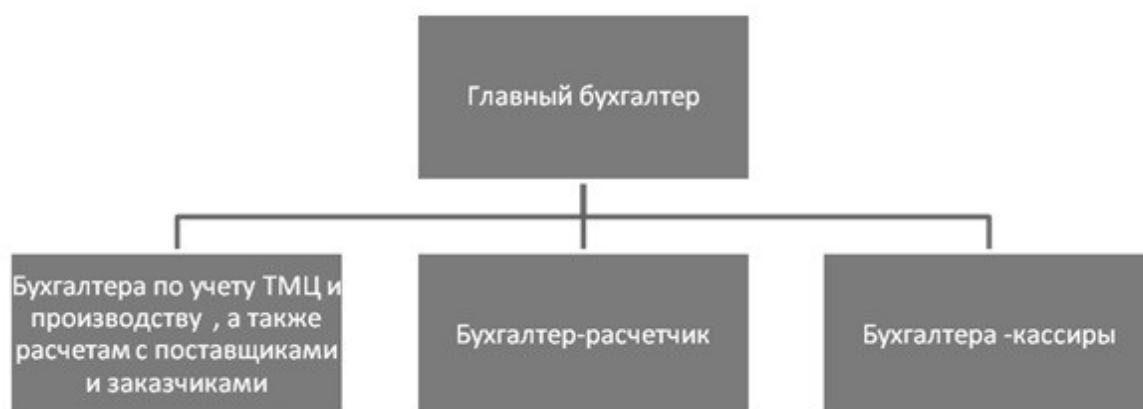 Главный бухгалтер
Бухгалтера по учету ТМЦ и
производству , а также
расчетам с поставщиками
и заказчиками
Бухгалтер-расчетчик
Бухгалтера -кассиры